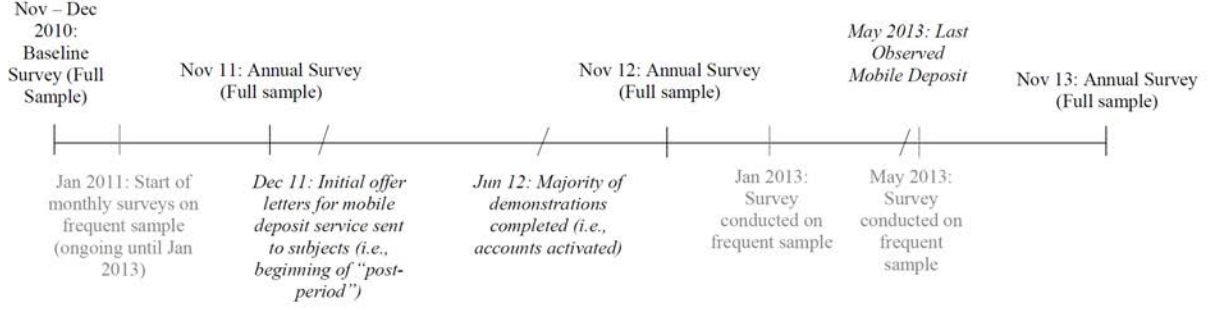 Nov – Dec
2010:
Baseline
Survey (Full
Sample)
Nov 11: Annual Survey
(Full sample)
Nov 12: Annual Survey
(Full sample)
May 2013: Last
Observed
Mobile Deposit
Nov 13: Annual Survey
(Full sample)
Jan 2011: Start of
monthly surveys on
frequent sample
(ongoing until Jan
2013)
Dec 11: Initial offer
letters for mobile
deposit service sent
to subjects (i.e.,
beginning of “post-
period”)
Jun 12: Majority of
demonstrations
completed (i.e.,
accounts activated)
Jan 2013:
Survey
conducted on
frequent sample
May 2013:
Survey
conducted on
frequent
sample